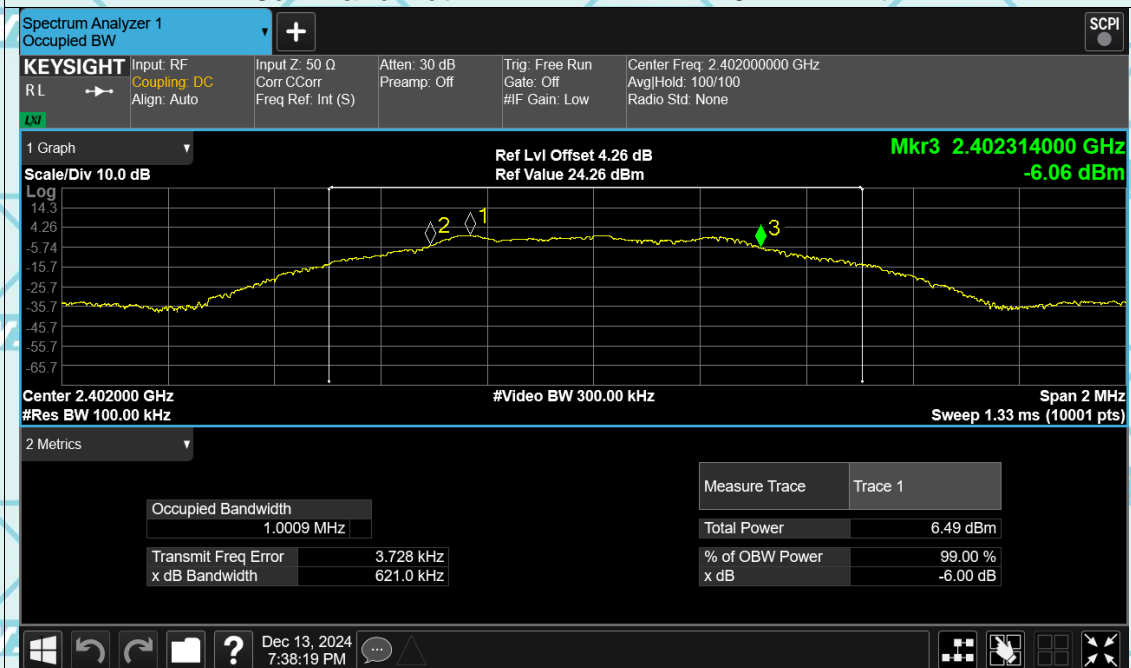 Spectrum Analyzer 1
Occupied BW
SCPI
KEYSIGHT
RL
LXI
Input: RF
Coupling: DC
Align: Auto
Input Z: 50 Ω
Corr CCorr
Freq Ref: Int (S)
Atten: 30 dB
Preamp: Off
Trig: Free Run
Gate: Off
#IF Gain: Low
Center Freq: 2.402000000 GHz
Avg|Hold: 100/100
Radio Std: None
1 Graph
Scale/Div 10.0 dB
Ref Lvl Offset 4.26 dB
Ref Value 24.26 dBm
Mkr3 2.402314000 GHz
-6.06 dBm
Log
14.3
4.26
-5.74
-15.7
-25.7
-35.7
-45.7
-55.7
-65.7
2
1
3
Center 2.402000 GHz
#Video BW 300.00 kHz
Span 2 MHz
#Res BW 100.00 kHz
Sweep 1.33 ms (10001 pts)
2 Metrics
Measure Trace Trace 1
Occupied Bandwidth
1.0009 MHz
Total Power 6.49 dBm
Transmit Freq Error 3.728 kHz
% of OBW Power 99.00 %
x dB Bandwidth 621.0 kHz
x dB -6.00 dB
?
Dec 13, 2024
7:38:19 PM